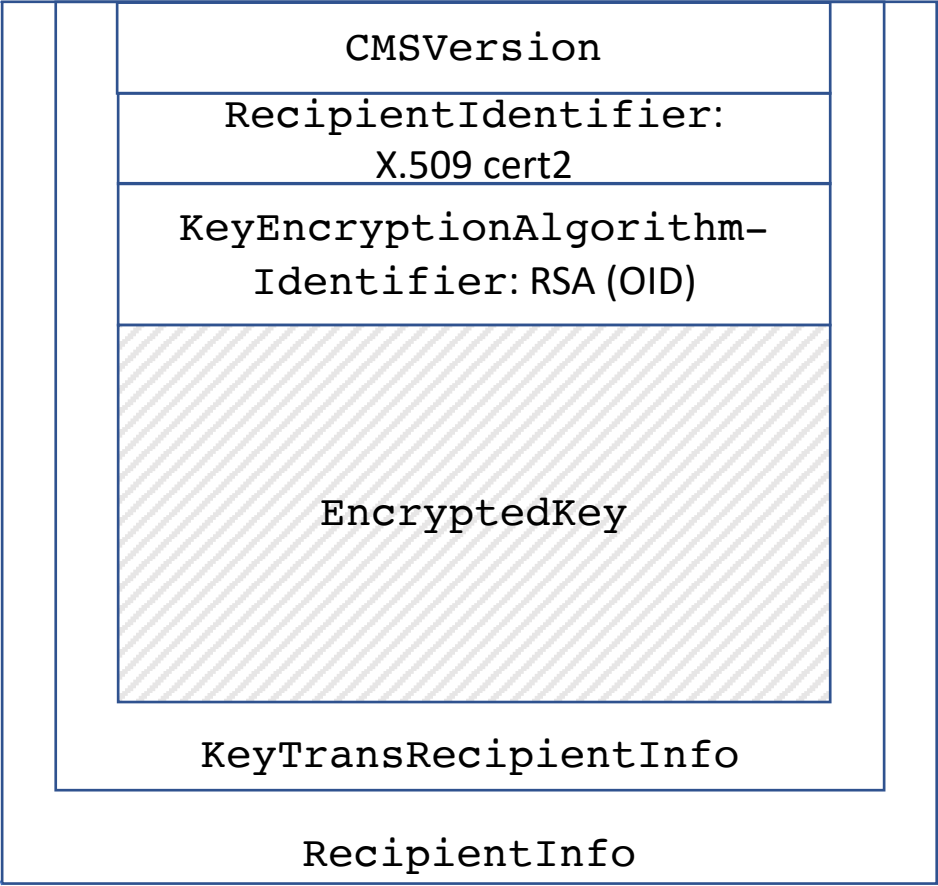 CMSVersion
RecipientIdentifier:
X.509 cert2
KeyEncryptionAlgorithm-
Identifier: RSA (OID)
EncryptedKey
KeyTransRecipientInfo
RecipientInfo